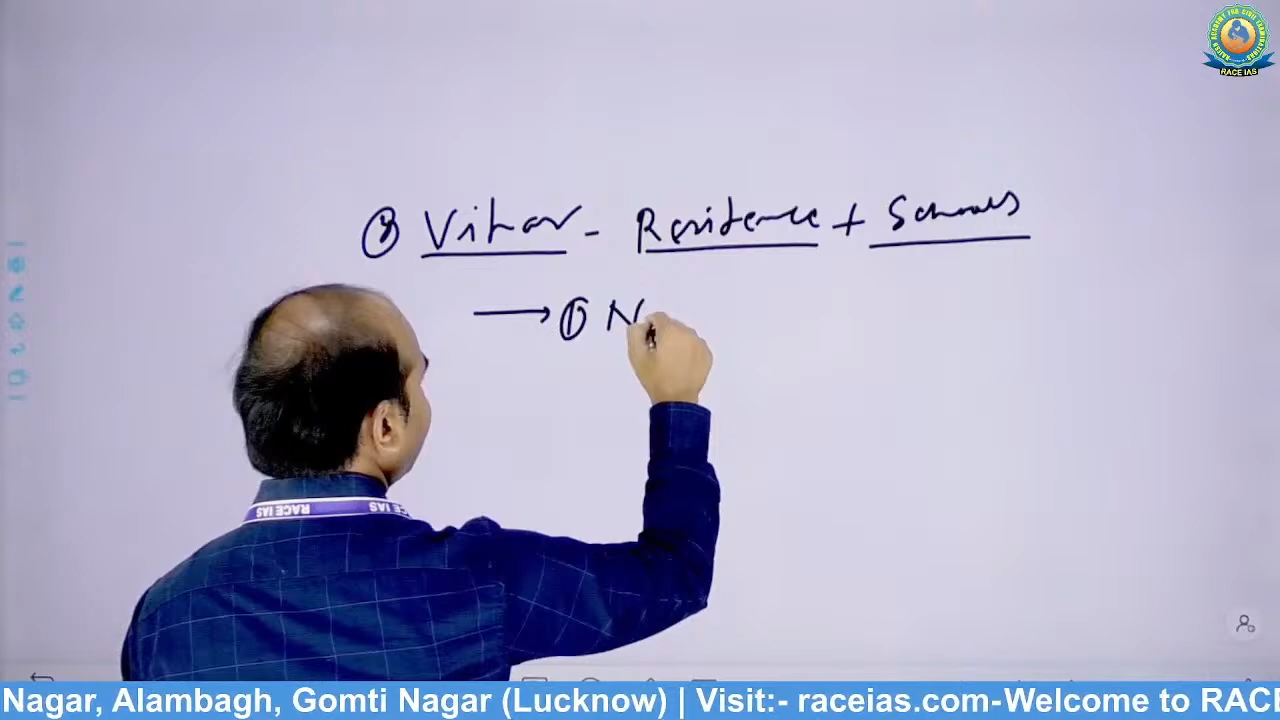 RACE IAS
③ Vihar - Residence + Schools
→ ① N
RACE IAS
Nagar, Alambagh, Gomti Nagar (Lucknow) | Visit:- raceias.com-Welcome to RACE